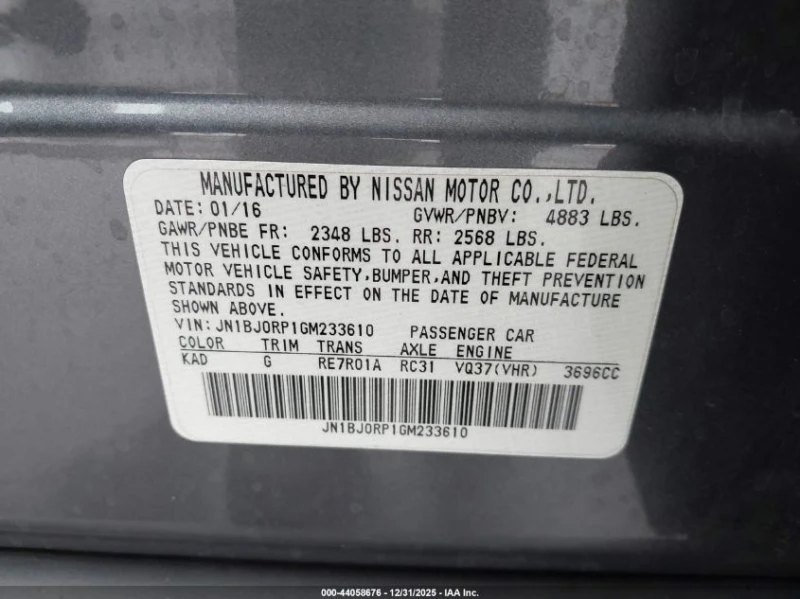 MANUFACTURED BY NISSAN MOTOR CO.,LTD.
DATE: 01/16 GVWR/PNBV: 4883 LBS.
GAWR/PNBE FR: 2348 LBS. RR: 2568 LBS.
THIS VEHICLE CONFORMS TO ALL APPLICABLE FEDERAL
MOTOR VEHICLE SAFETY,BUMPER,AND THEFT PREVENTION
STANDARDS IN EFFECT ON THE DATE OF MANUFACTURE
SHOWN ABOVE.
VIN: JN1BJ0RP1GM233610 PASSENGER CAR
COLOR TRIM TRANS AXLE ENGINE
KAD G RE7R01A RC31 VQ37(VHR) 3696CC
JN1BJ0RP1GM233610
000-44058676 - 12/31/2025 - IAA Inc.